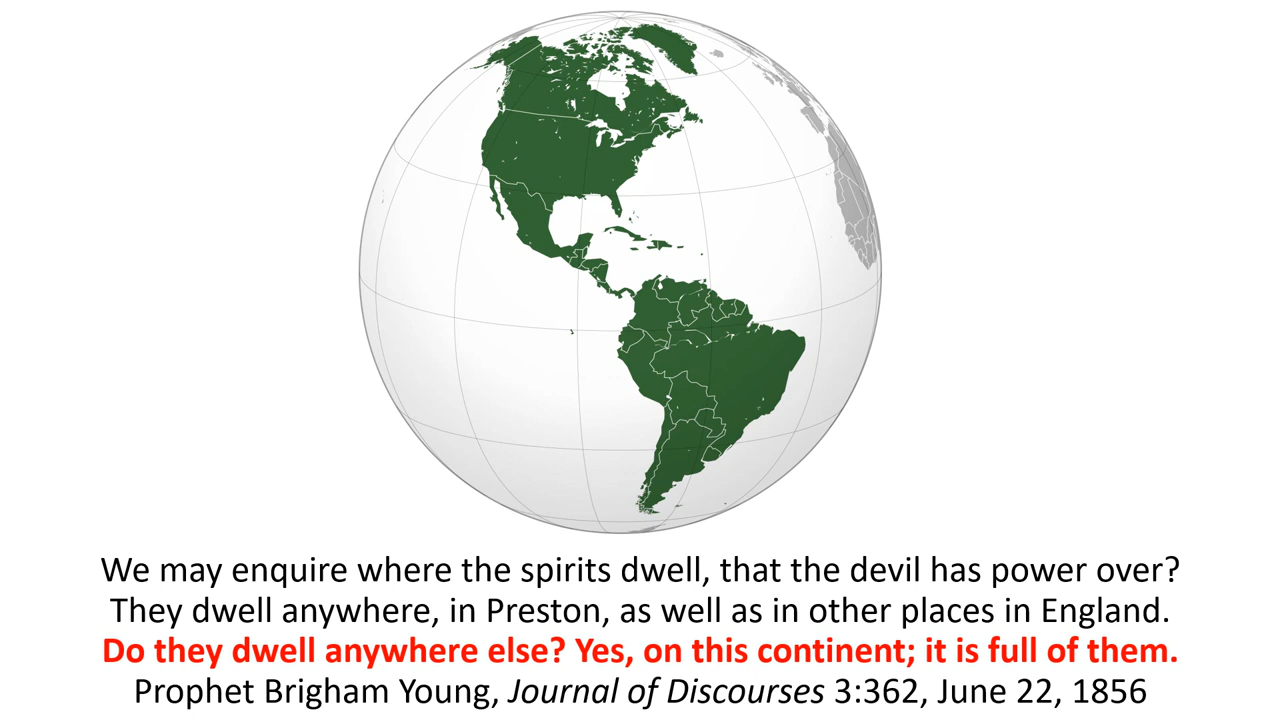 We may enquire where the spirits dwell, that the devil has power over?
They dwell anywhere, in Preston, as well as in other places in England.
Do they dwell anywhere else? Yes, on this continent; it is full of them.
Prophet Brigham Young, Journal of Discourses 3:362, June 22, 1856